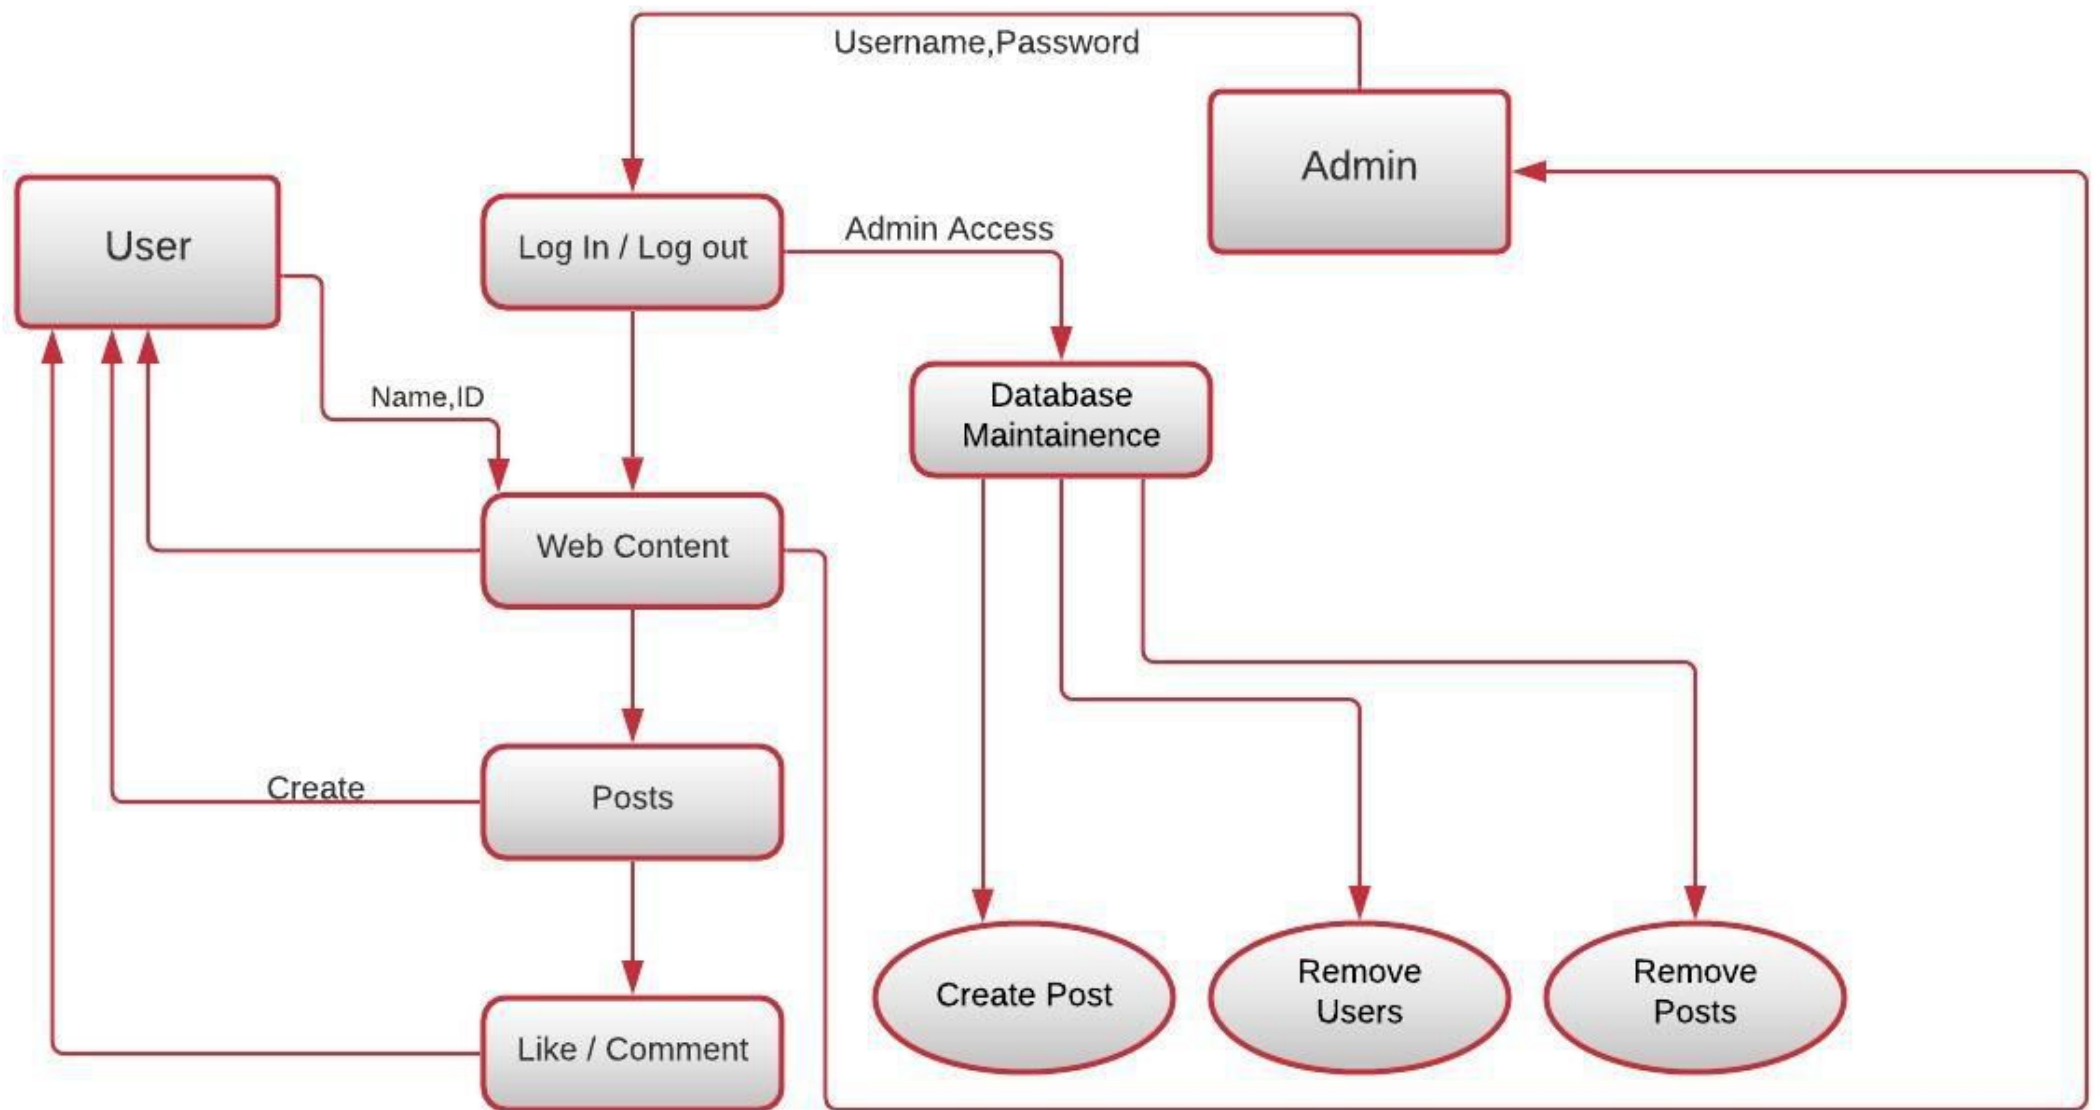 Username,Password
Admin
User
Log In / Log out
Admin Access
Name,ID
Database
Maintainence
Web Content
Create
Posts
Create Post
Remove
Users
Remove
Posts
Like / Comment